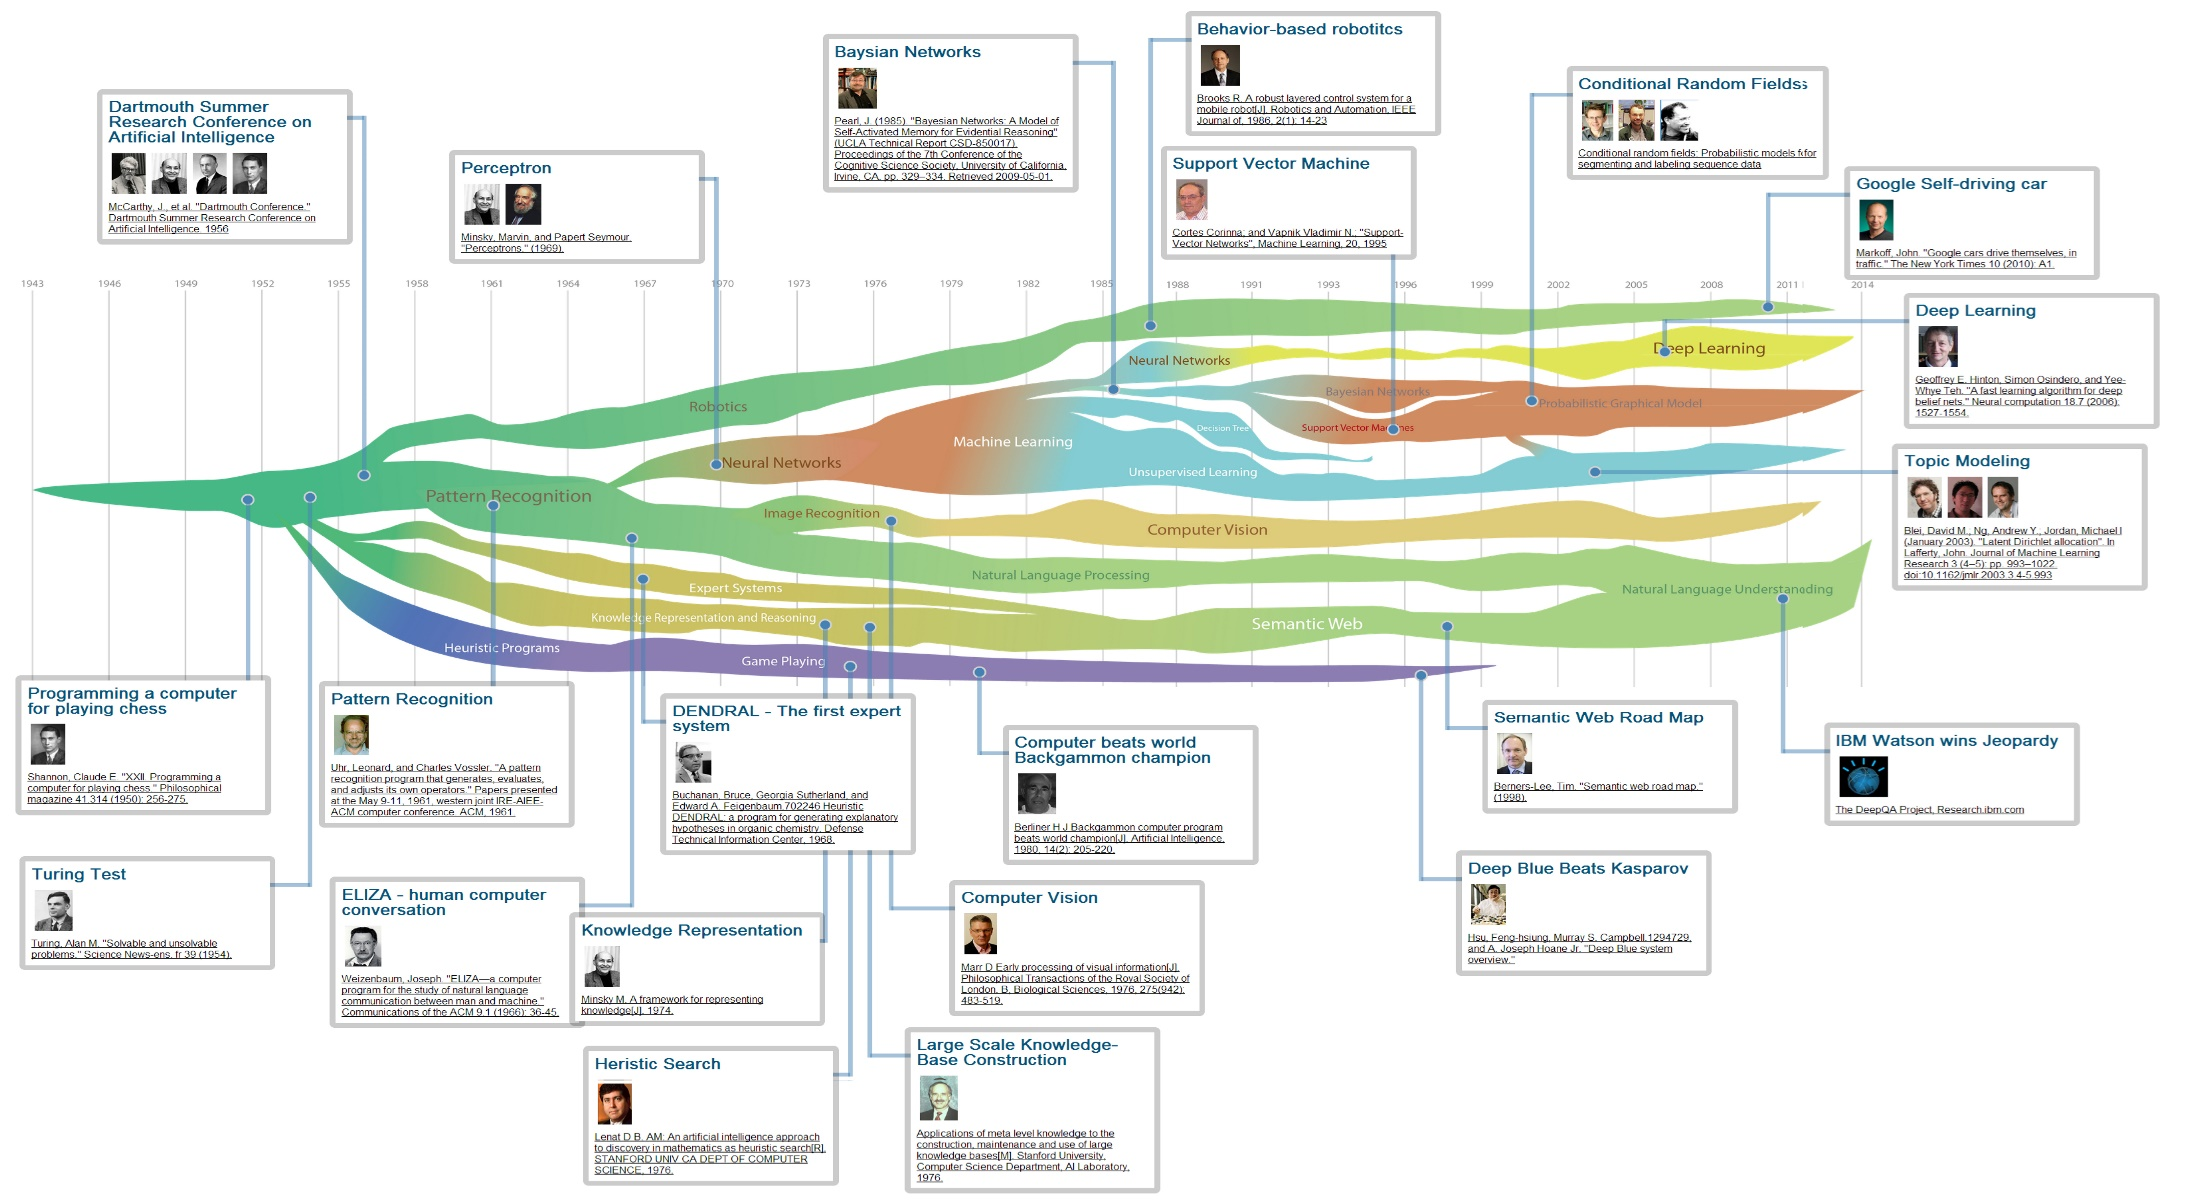 Behavior-based robotitcs
Brooks R. A robust layered control system for a
mobile robot[J]. Robotics and Automation, IEEE
Journal of, 1986, 2(1): 14-23
Baysian Networks
Pearl, J. (1985). "Bayesian Networks: A Model of
Self-Activated Memory for Evidential Reasoning"
(UCLA Technical Report CSD-850017).
Proceedings of the 7th Conference of the
Cognitive Science Society, University of California,
Irvine, CA. pp. 329–334. Retrieved 2009-05-01.
Conditional Random Fieldss
Conditional random fields: Probabilistic models for
segmenting and labeling sequence data
Dartmouth Summer
Research Conference on
Artificial Intelligence
McCarthy, J., et al. "Dartmouth Conference."
Dartmouth Summer Research Conference on
Artificial Intelligence. 1956
Perceptron
Minsky, Marvin, and Papert Seymour.
"Perceptrons." (1969).
Support Vector Machine
Cortes Corinna; and Vapnik Vladimir N.; "Support-
Vector Networks", Machine Learning, 20, 1995
Google Self-driving car
Markoff, John. "Google cars drive themselves, in
traffic." The New York Times 10 (2010): A1.
1943 1946 1949 1952 1955 1958 1961 1964 1967 1970 1973 1976 1979 1982 1985 1988 1991 1993 1996 1999 2002 2005 2008 2011 2014
Deep Learning
Geoffrey E. Hinton, Simon Osindero, and Yee-
Whye Teh. "A fast learning algorithm for deep
belief nets." Neural computation 18.7 (2006):
1527-1554.
Neural Networks
Deep Learning
Bayesian Networks
Probabilistic Graphical Model
Robotics
Decision Tree
Support Vector Machines
Machine Learning
Neural Networks
Unsupervised Learning
Topic Modeling
Blei, David M.; Ng, Andrew Y.; Jordan, Michael I
(January 2003). "Latent Dirichlet allocation". In
Lafferty, John. Journal of Machine Learning
Research 3 (4–5): pp. 993–1022.
doi:10.1162/jmlr.2003.3.4-5.993
Pattern Recognition
Image Recognition
Computer Vision
Natural Language Processing
Expert Systems
Natural Language Understanding
Knowledge Representation and Reasoning
Semantic Web
Heuristic Programs
Game Playing
Programming a computer
for playing chess
Shannon, Claude E. "XXII. Programming a
computer for playing chess." Philosophical
magazine 41.314 (1950): 256-275.
Pattern Recognition
Uhr, Leonard, and Charles Vossler. "A pattern
recognition program that generates, evaluates,
and adjusts its own operators." Papers presented
at the May 9-11, 1961, western joint IRE-AIEE-
ACM computer conference. ACM, 1961.
DENDRAL - The first expert
system
Buchanan, Bruce, Georgia Sutherland, and
Edward A. Feigenbaum.702246 Heuristic
DENDRAL: a program for generating explanatory
hypotheses in organic chemistry. Defense
Technical Information Center, 1968.
Computer beats world
Backgammon champion
Berliner H J Backgammon computer program
beats world champion[J]. Artificial Intelligence,
1980, 14(2): 205-220.
Semantic Web Road Map
Berners-Lee, Tim. "Semantic web road map."
(1998).
IBM Watson wins Jeopardy
The DeepQA Project, Research.ibm.com
Turing Test
Turing, Alan M. "Solvable and unsolvable
problems." Science News-ens. fr 39 (1954).
ELIZA - human computer
conversation
Weizenbaum, Joseph. "ELIZA—a computer
program for the study of natural language
communication between man and machine."
Communications of the ACM 9.1 (1966): 36-45.
Knowledge Representation
Minsky M. A framework for representing
knowledge[J]. 1974.
Computer Vision
Marr D Early processing of visual information[J].
Philosophical Transactions of the Royal Society of
London. B, Biological Sciences, 1976, 275(942):
483-519.
Deep Blue Beats Kasparov
Hsu, Feng-hsiung, Murray S. Campbell.1294729,
and A. Joseph Hoane Jr. "Deep Blue system
overview."
Heristic Search
Lenat D B. AM: An artificial intelligence approach
to discovery in mathematics as heuristic search[R].
STANFORD UNIV CA DEPT OF COMPUTER
SCIENCE, 1976.
Large Scale Knowledge-
Base Construction
Applications of meta level knowledge to the
construction, maintenance and use of large
knowledge bases[M]. Stanford University,
Computer Science Department, AI Laboratory,
1976.